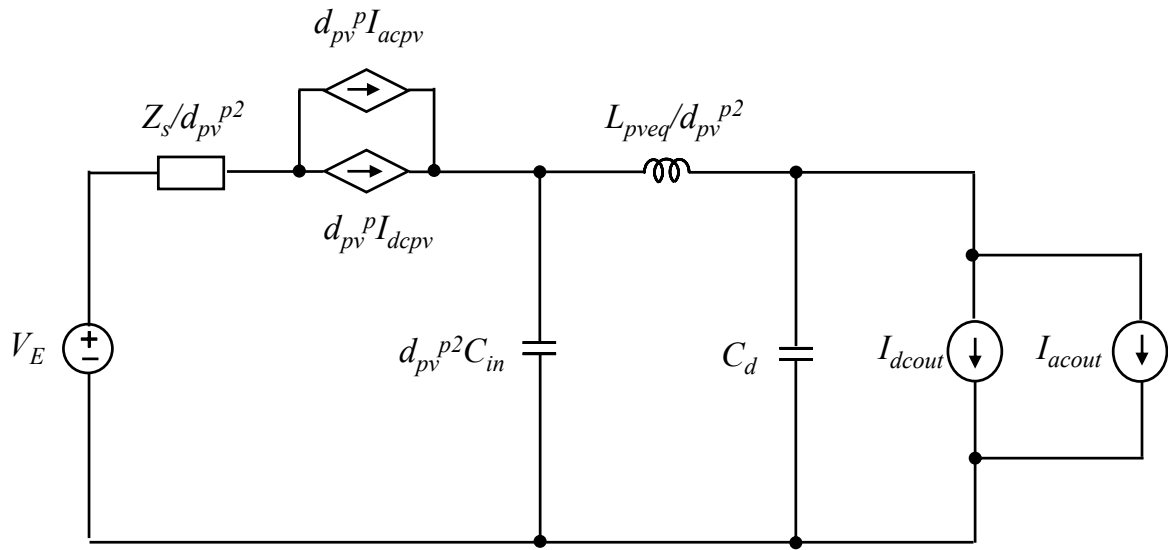 d_pv^p I_acpv
Z_s/d_pv^p2
L_pveq/d_pv^p2
d_pv^p I_dcpv
V_E
+
−
d_pv^p2 C_in
C_d
I_dcout
I_acout